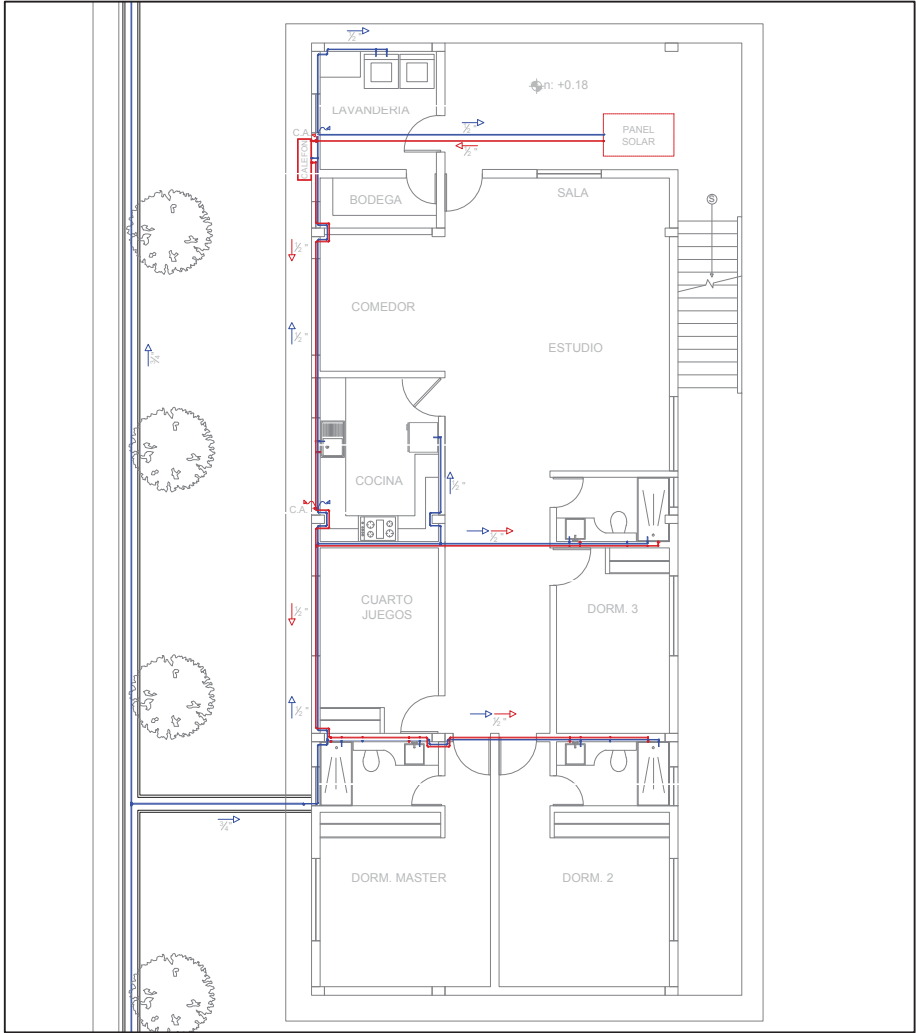 ½ "
n: +0.18
LAVANDERIA
½ "
PANEL
SOLAR
C.A.
½ "
CALEFON
SALA
BODEGA
S
½ "
COMEDOR
½ "
ESTUDIO
¾"
COCINA
½ "
C.A.
½ "
CUARTO
JUEGOS
DORM. 3
½ "
½ "
½ "
¾"
DORM. MASTER
DORM. 2